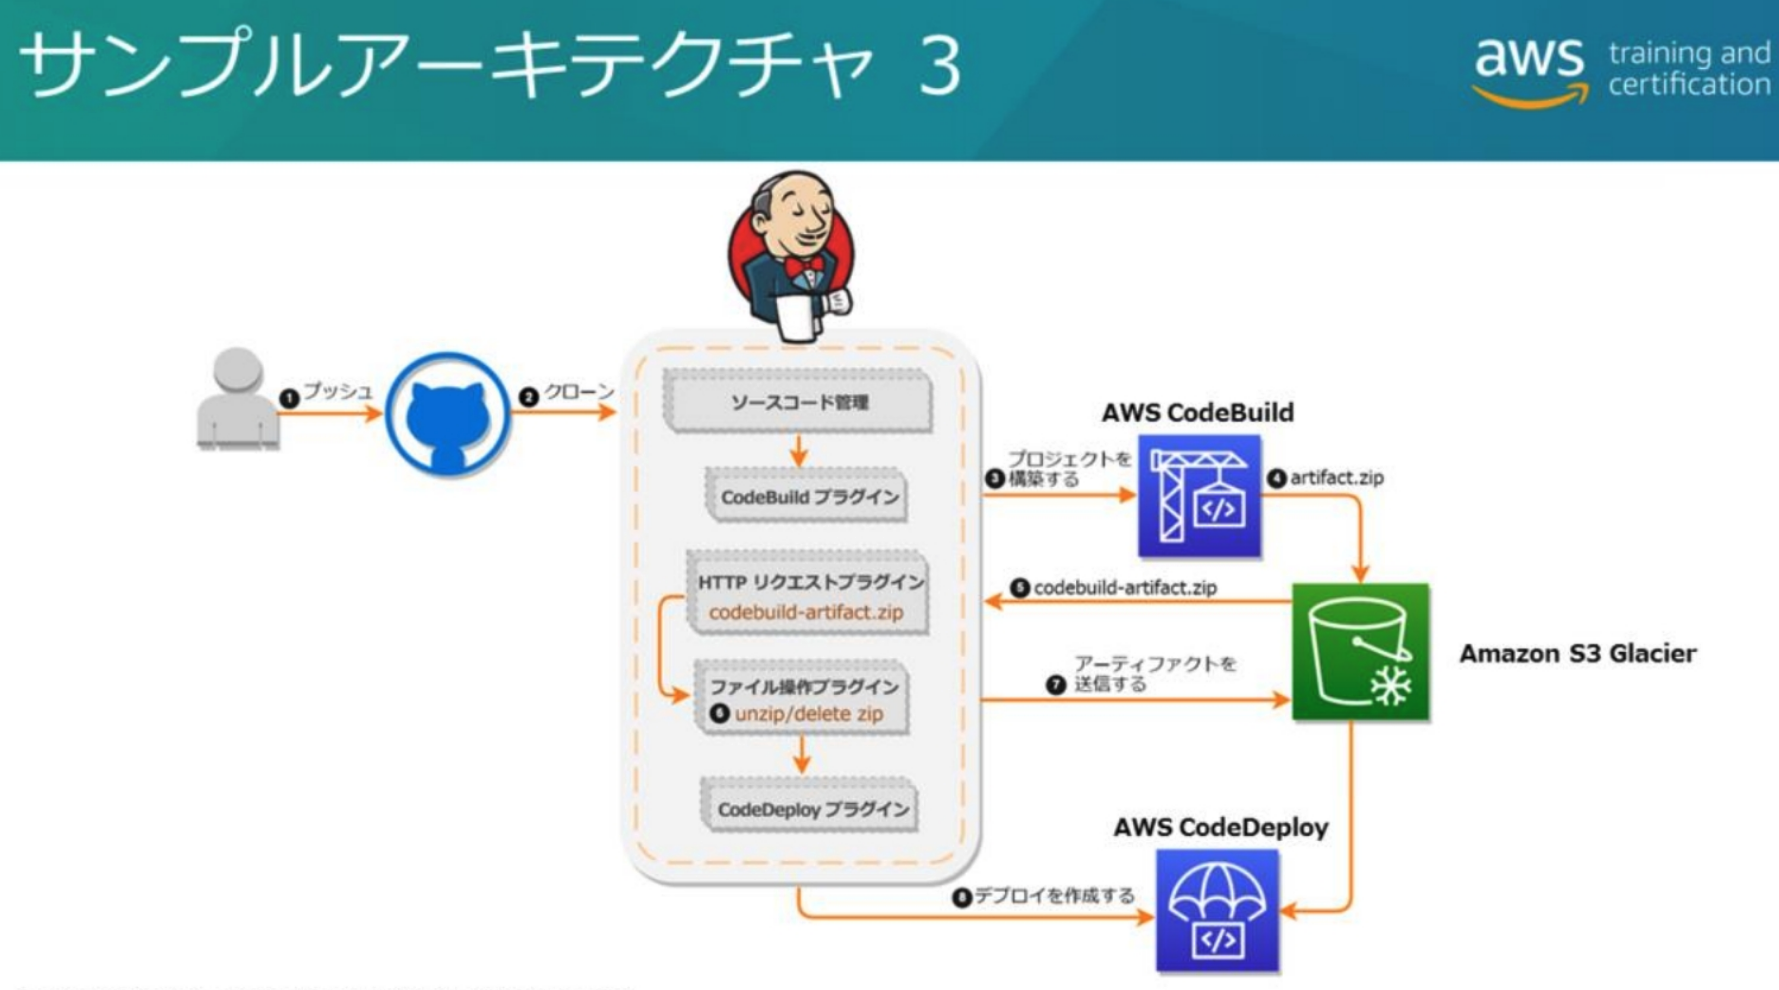 サンプルアーキテクチャ 3
aws training and
certification
❶ プッシュ
❷ クローン
ソースコード管理
CodeBuild プラグイン
HTTP リクエストプラグイン
codebuild-artifact.zip
ファイル操作プラグイン
❻ unzip/delete zip
CodeDeploy プラグイン
❸ プロジェクトを
構築する
AWS CodeBuild
❹ artifact.zip
❺ codebuild-artifact.zip
❼ アーティファクトを
送信する
Amazon S3 Glacier
AWS CodeDeploy
❽ デプロイを作成する